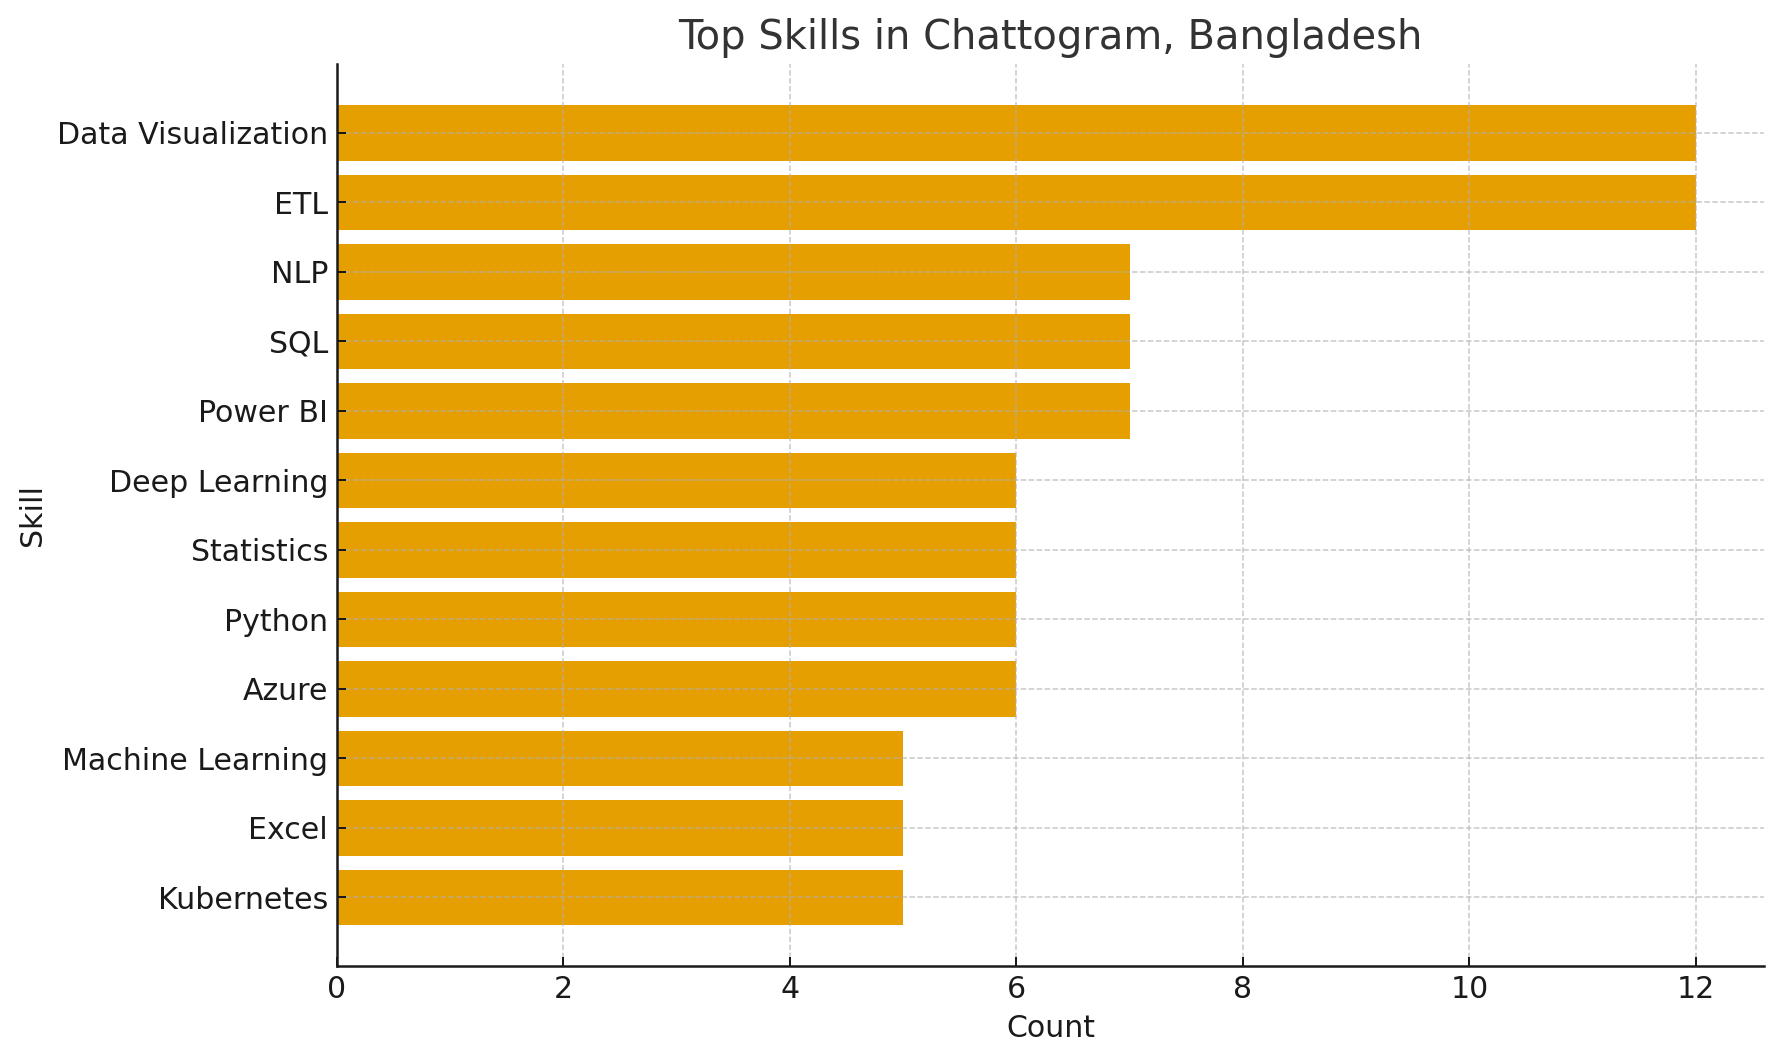 Top Skills in Chattogram, Bangladesh
Data Visualization
ETL
NLP
SQL
Power BI
Deep Learning
Statistics
Python
Azure
Machine Learning
Excel
Kubernetes
Skill
0 2 4 6 8 10 12
Count